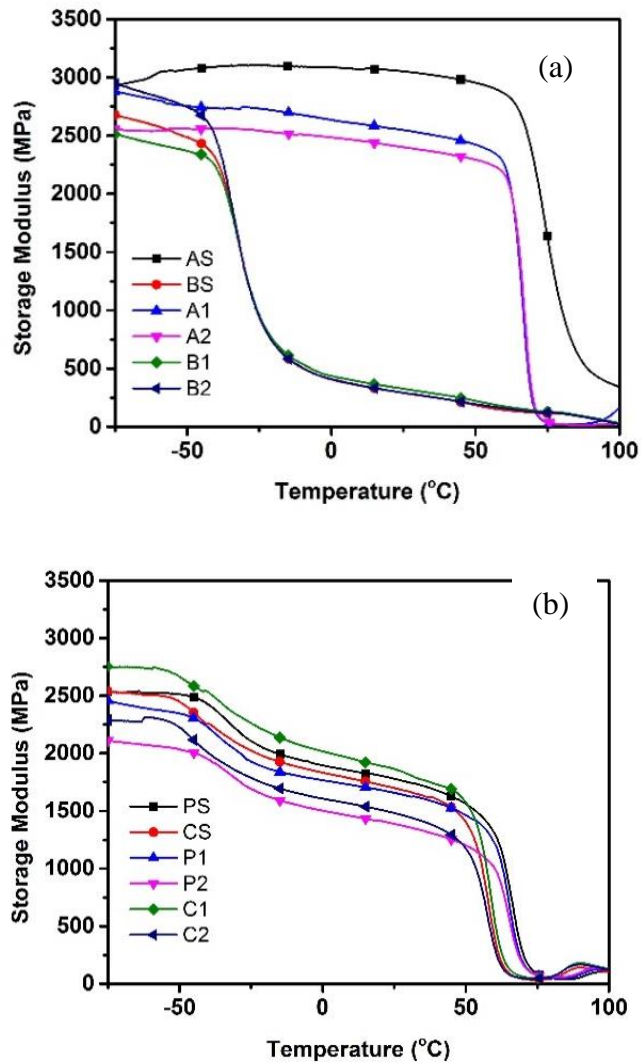 (a)
3500
3000
2500
2000
1500
1000
500
0
Storage Modulus (MPa)
AS
BS
A1
A2
B1
B2
-50 0 50 100
Temperature (°C)
(b)
3500
3000
2500
2000
1500
1000
500
0
Storage Modulus (MPa)
PS
CS
P1
P2
C1
C2
-50 0 50 100
Temperature (°C)